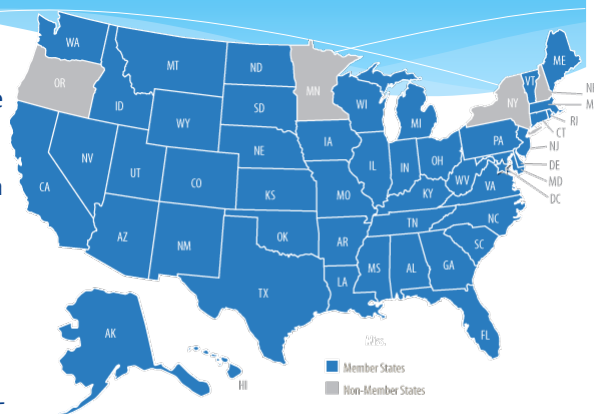 WA
ME
MT
ND
VT
OR
MN
ID
SD
WI
NY
WY
MI
RI
CT
IA
PA
NJ
NE
NV
OH
DE
UT
IL
IN
MD
CO
WV
VA
DC
CA
KS
MO
KY
NC
TN
OK
AZ
NM
AR
SC
MS
AL
GA
LA
TX
AK
FL
HI
Member States
Non-Member States